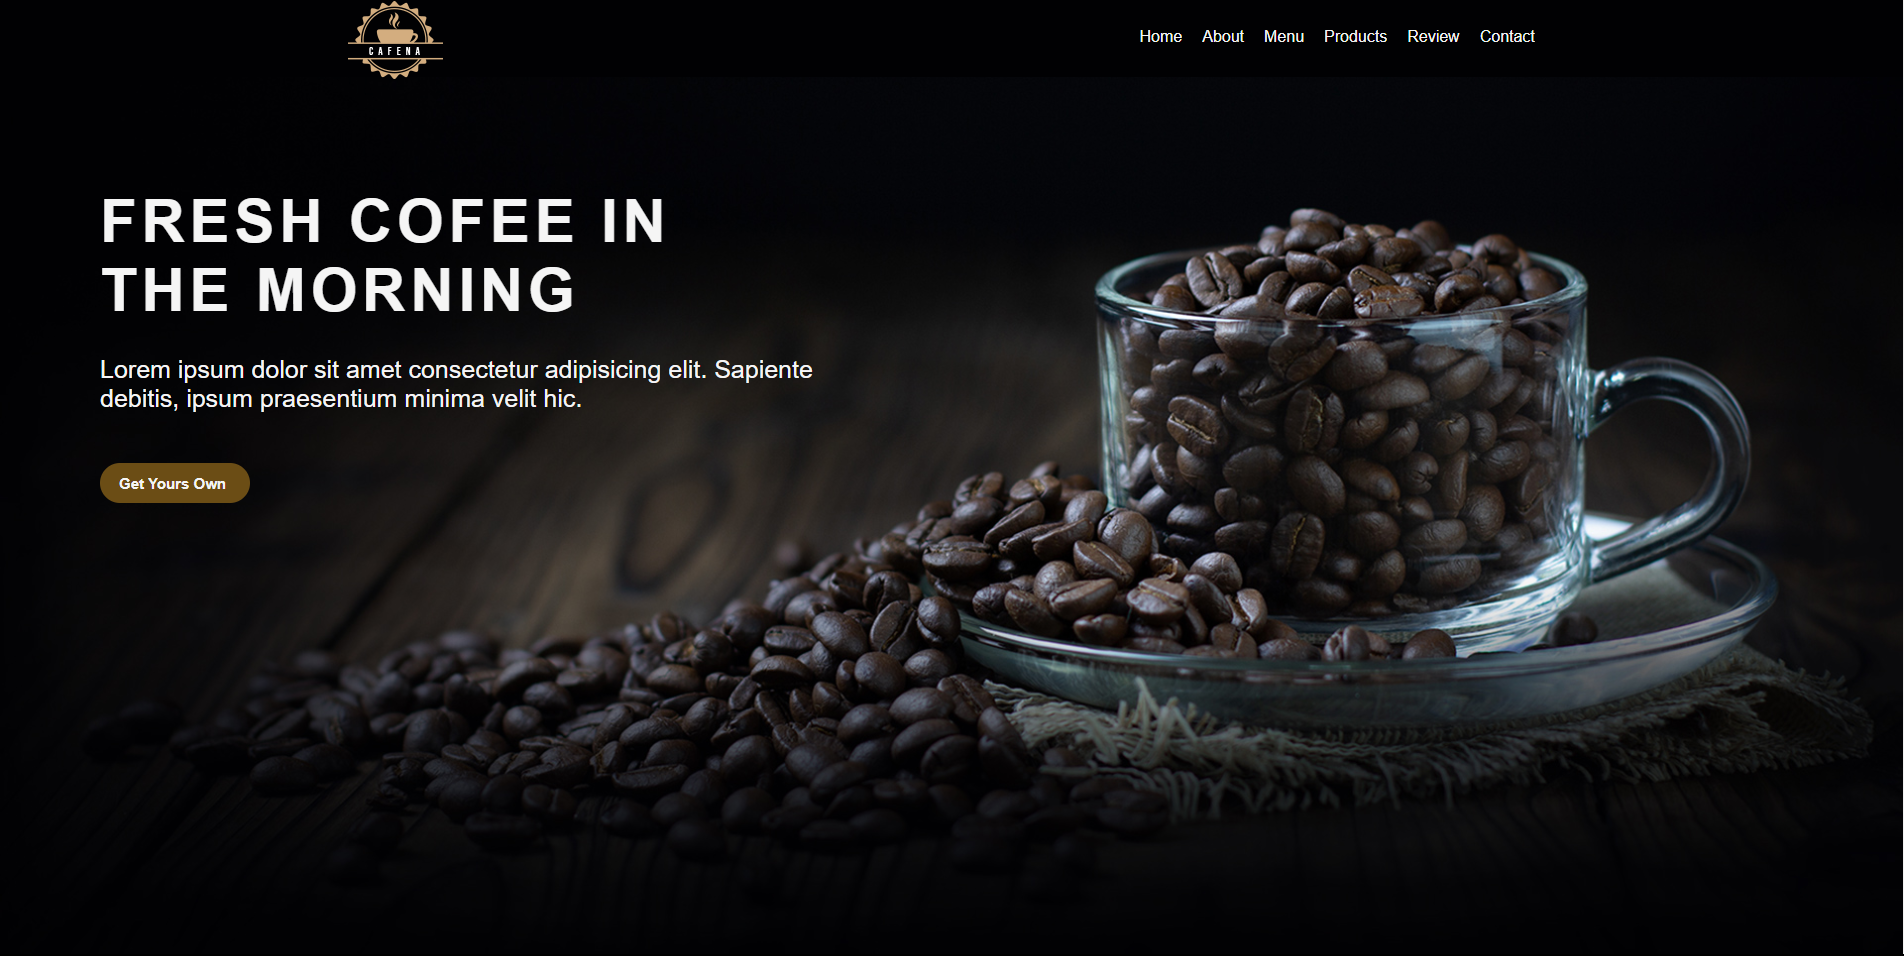 CAFENA
Home About Menu Products Review Contact
FRESH COFEE IN
THE MORNING
Lorem ipsum dolor sit amet consectetur adipisicing elit. Sapiente
debitis, ipsum praesentium minima velit hic.
Get Yours Own